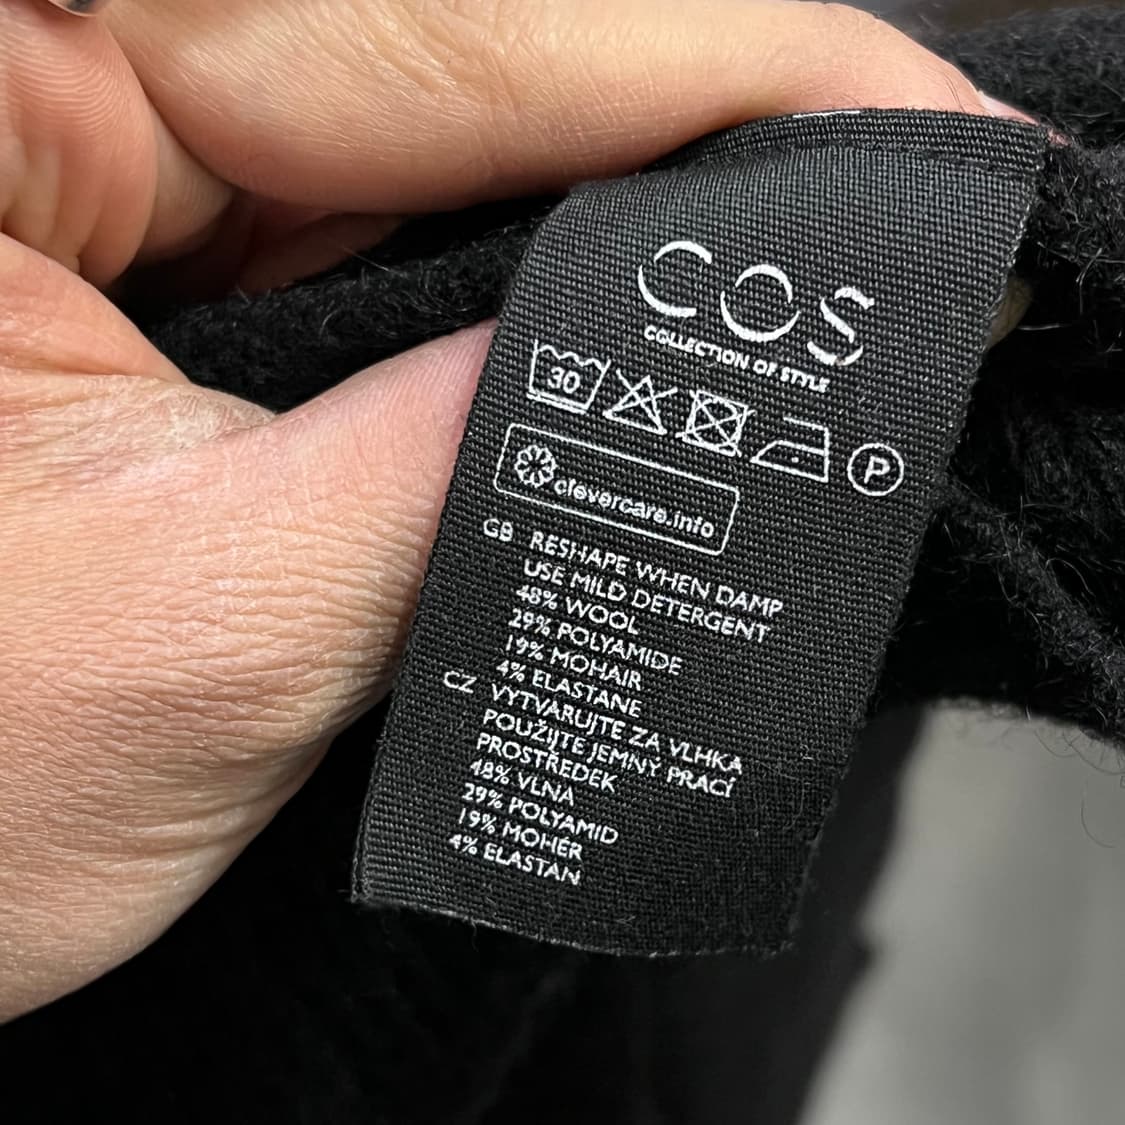 COS
COLLECTION OF STYLE
30
P
clevercare.info
GB RESHAPE WHEN DAMP
USE MILD DETERGENT
48% WOOL
29% POLYAMIDE
19% MOHAIR
4% ELASTANE
CZ VYTVARUJTE ZA VLHKA
POUŽIJTE JEMNÝ PRACÍ
PROSTŘEDEK
48% VLNA
29% POLYAMID
19% MOHER
4% ELASTAN